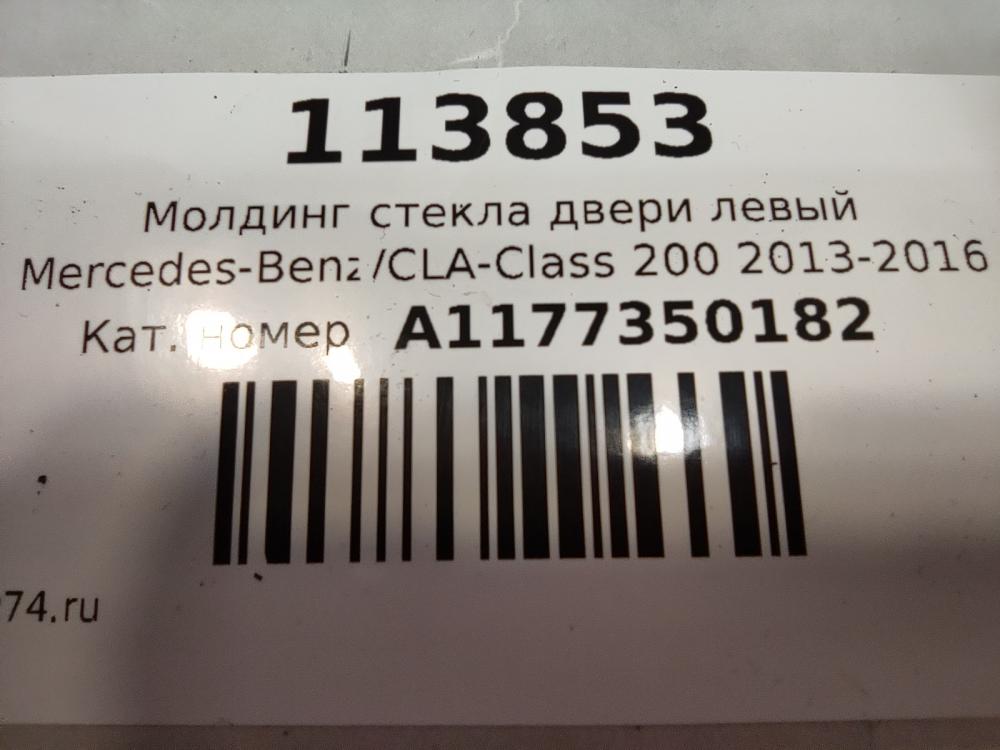 113853
Молдинг стекла двери левый
Mercedes-Benz/CLA-Class 200 2013-2016
Кат. номер A1177350182
74.ru